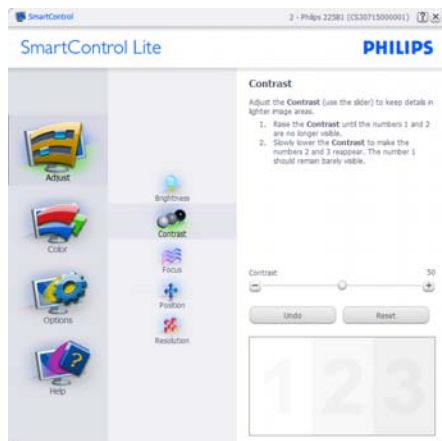 SmartControl
2 - Philips 225B1 (CS30715000001)
SmartControl Lite
PHILIPS
Adjust
Color
Options
Help
Brightness
Contrast
Focus
Position
Resolution
Contrast
Adjust the Contrast (use the slider) to keep details in
lighter image areas.
1. Raise the Contrast until the numbers 1 and 2
are no longer visible.
2. Slowly lower the Contrast to make the
numbers 2 and 3 reappear. The number 1
should remain barely visible.
Contrast
50
Undo
Reset
1 2 3